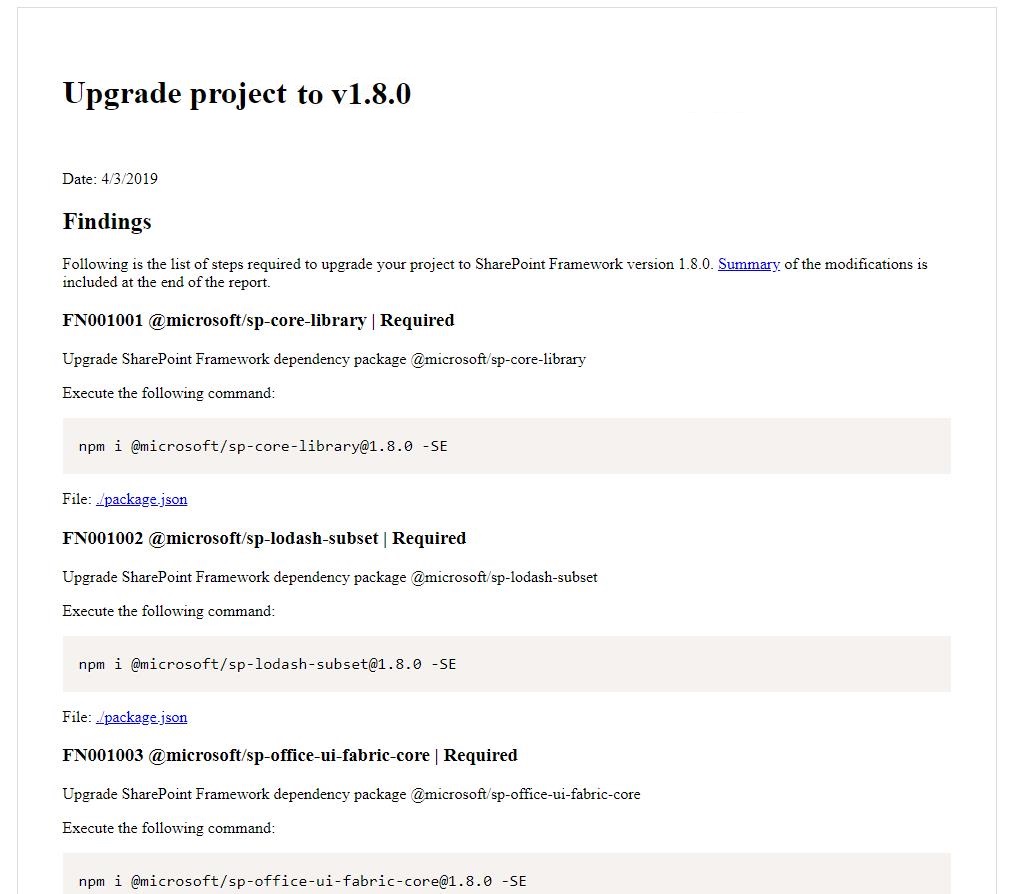 Upgrade project to v1.8.0
Date: 4/3/2019
Findings
Following is the list of steps required to upgrade your project to SharePoint Framework version 1.8.0. Summary of the modifications is
included at the end of the report.
FN001001 @microsoft/sp-core-library | Required
Upgrade SharePoint Framework dependency package @microsoft/sp-core-library
Execute the following command:
npm i @microsoft/sp-core-library@1.8.0 -SE
File: ./package.json
FN001002 @microsoft/sp-lodash-subset | Required
Upgrade SharePoint Framework dependency package @microsoft/sp-lodash-subset
Execute the following command:
npm i @microsoft/sp-lodash-subset@1.8.0 -SE
File: ./package.json
FN001003 @microsoft/sp-office-ui-fabric-core | Required
Upgrade SharePoint Framework dependency package @microsoft/sp-office-ui-fabric-core
Execute the following command:
npm i @microsoft/sp-office-ui-fabric-core@1.8.0 -SE